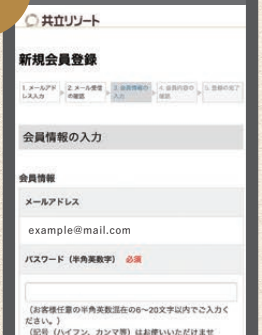 共立リゾート
新規会員登録
1.メールアドレス入力 2.メール受信の確認 3.会員情報の入力 4.会員内容の確認 5.登録の完了
会員情報の入力
会員情報
メールアドレス
example@mail.com
パスワード (半角英数字) 必須
(お客様任意の半角英数混在の6~20文字以内でご入力く
ださい。)
(記号 (ハイフン、カンマ等) はお使いいただけませ